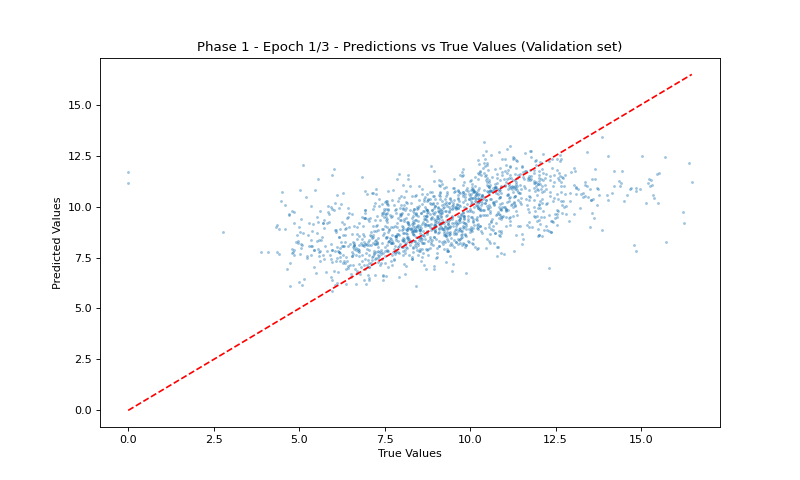 Phase 1 - Epoch 1/3 - Predictions vs True Values (Validation set)
Predicted Values
15.0
12.5
10.0
7.5
5.0
2.5
0.0
0.0 2.5 5.0 7.5 10.0 12.5 15.0
True Values